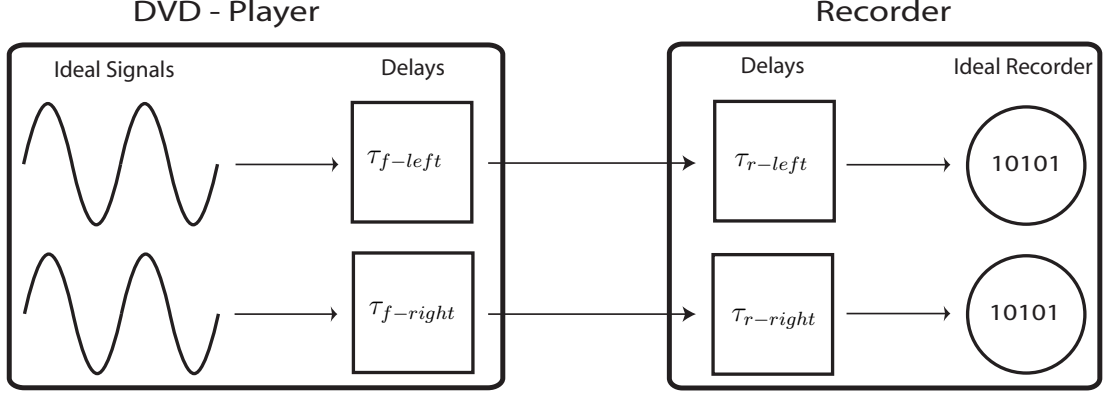 DVD - Player Recorder
Ideal Signals Delays Delays Ideal Recorder
τf−left τr−left 10101
τf−right τr−right 10101